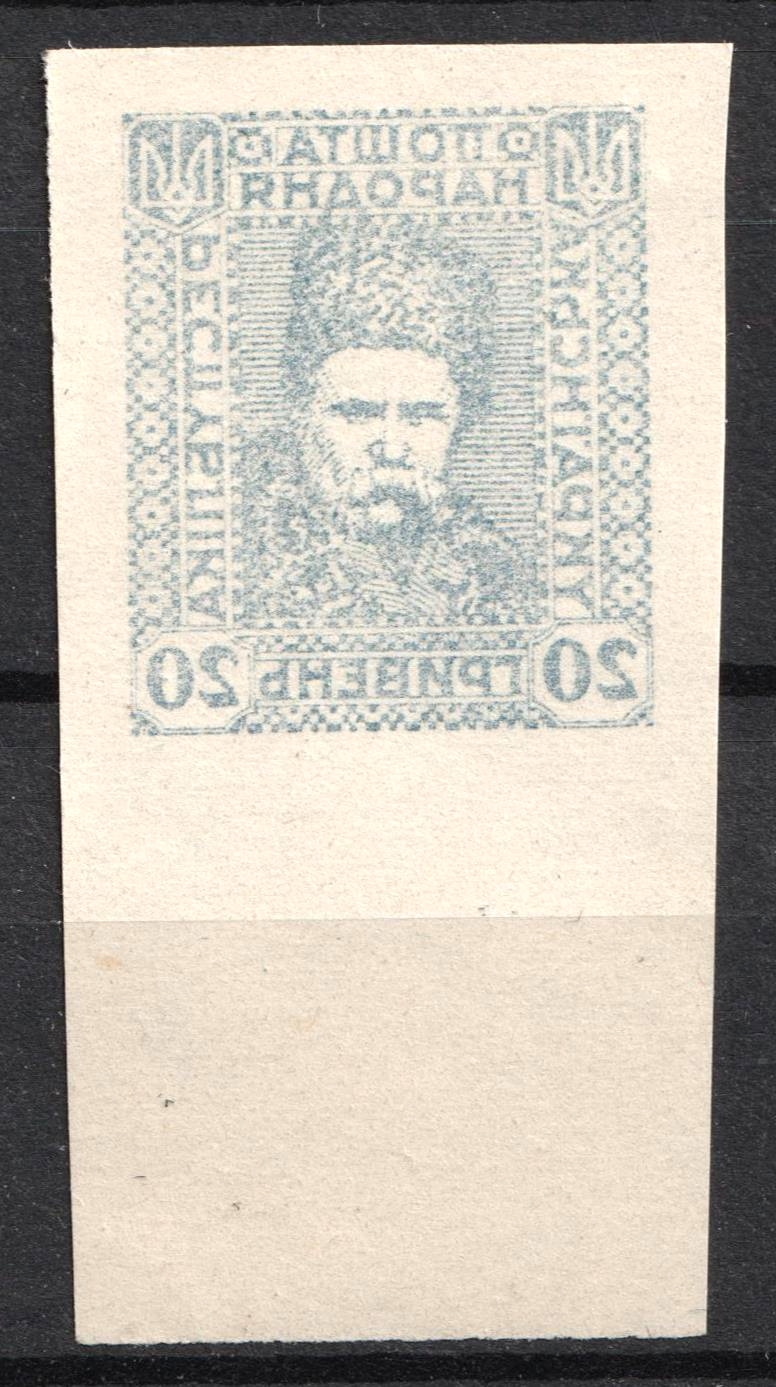 ПОШТА
НАРОДНЯ
УКРАЇНСЬКА
РЕСПУБЛІКА
20 ГРИВЕНЬ 20